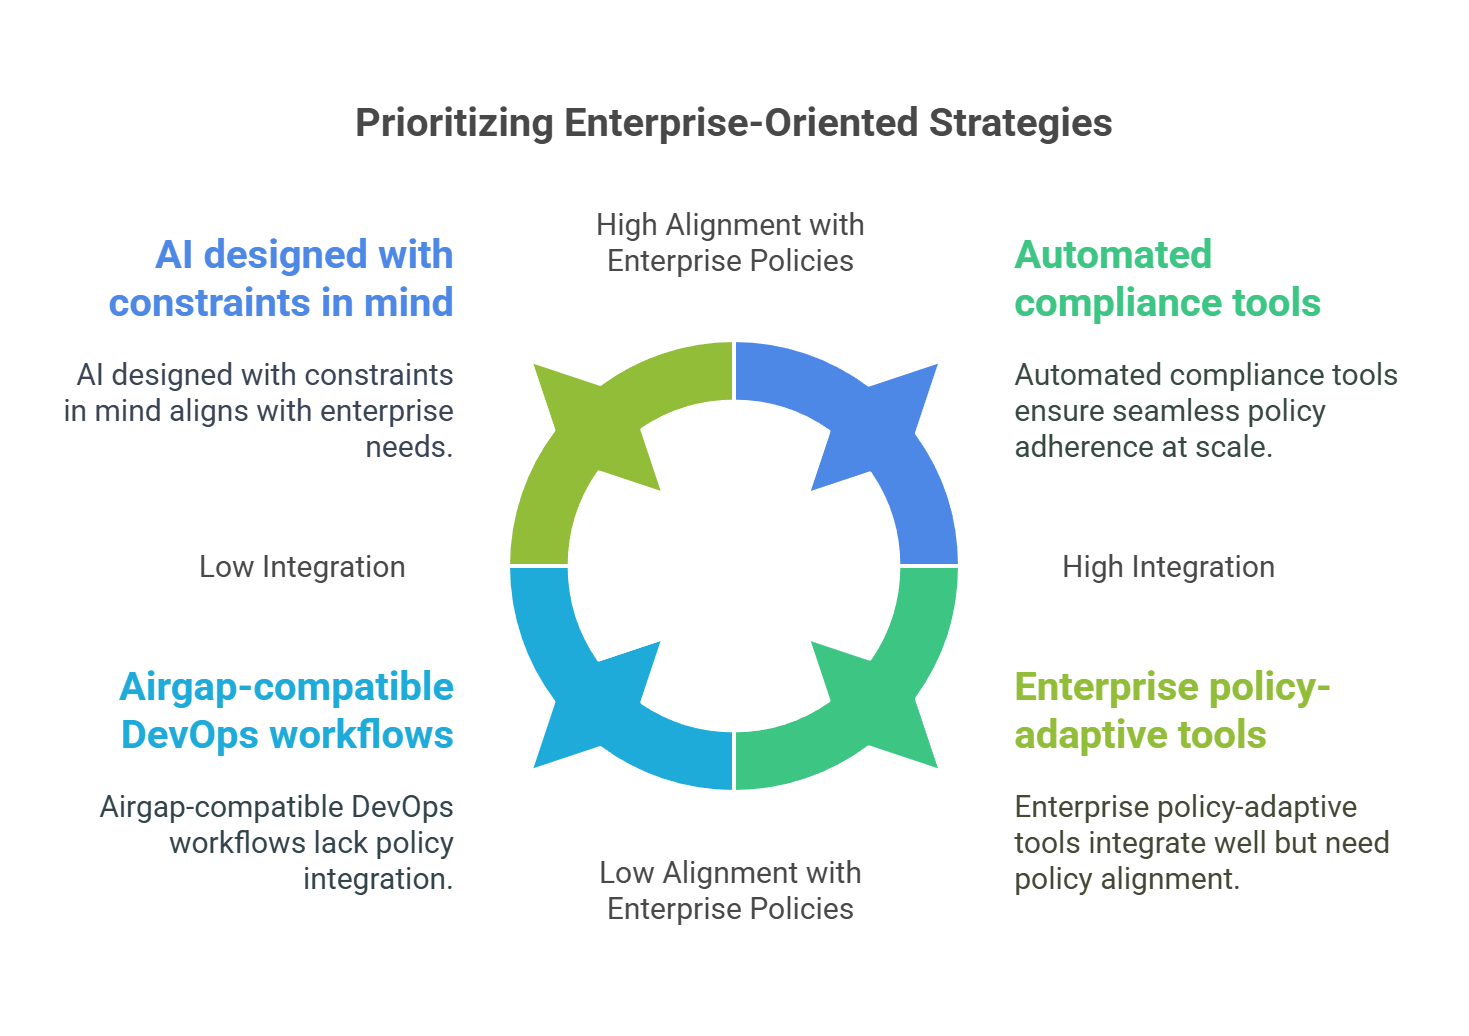 Prioritizing Enterprise-Oriented Strategies
High Alignment with
Enterprise Policies
AI designed with
constraints in mind
AI designed with constraints
in mind aligns with enterprise
needs.
Automated
compliance tools
Automated compliance tools
ensure seamless policy
adherence at scale.
Low Integration
High Integration
Airgap-compatible
DevOps workflows
Airgap-compatible DevOps
workflows lack policy
integration.
Enterprise policy-
adaptive tools
Enterprise policy-adaptive
tools integrate well but need
policy alignment.
Low Alignment with
Enterprise Policies